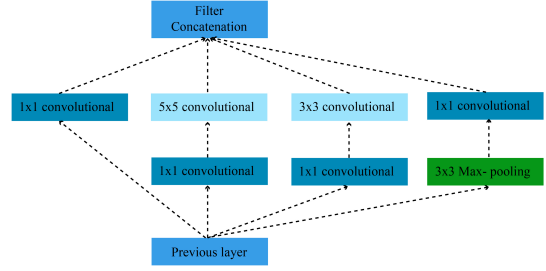 Filter
Concatenation
1x1 convolutional
5x5 convolutional
3x3 convolutional
1x1 convolutional
1x1 convolutional
1x1 convolutional
3x3 Max- pooling
Previous layer